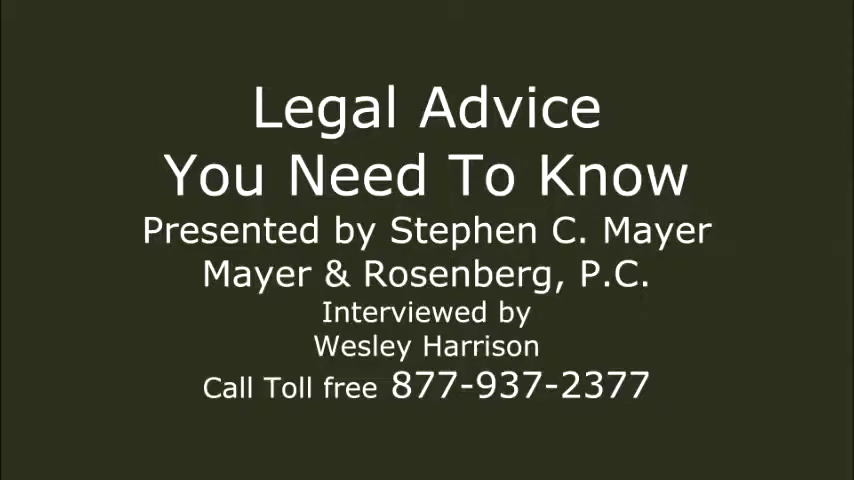 Legal Advice
You Need To Know
Presented by Stephen C. Mayer
Mayer & Rosenberg, P.C.
Interviewed by
Wesley Harrison
Call Toll free 877-937-2377